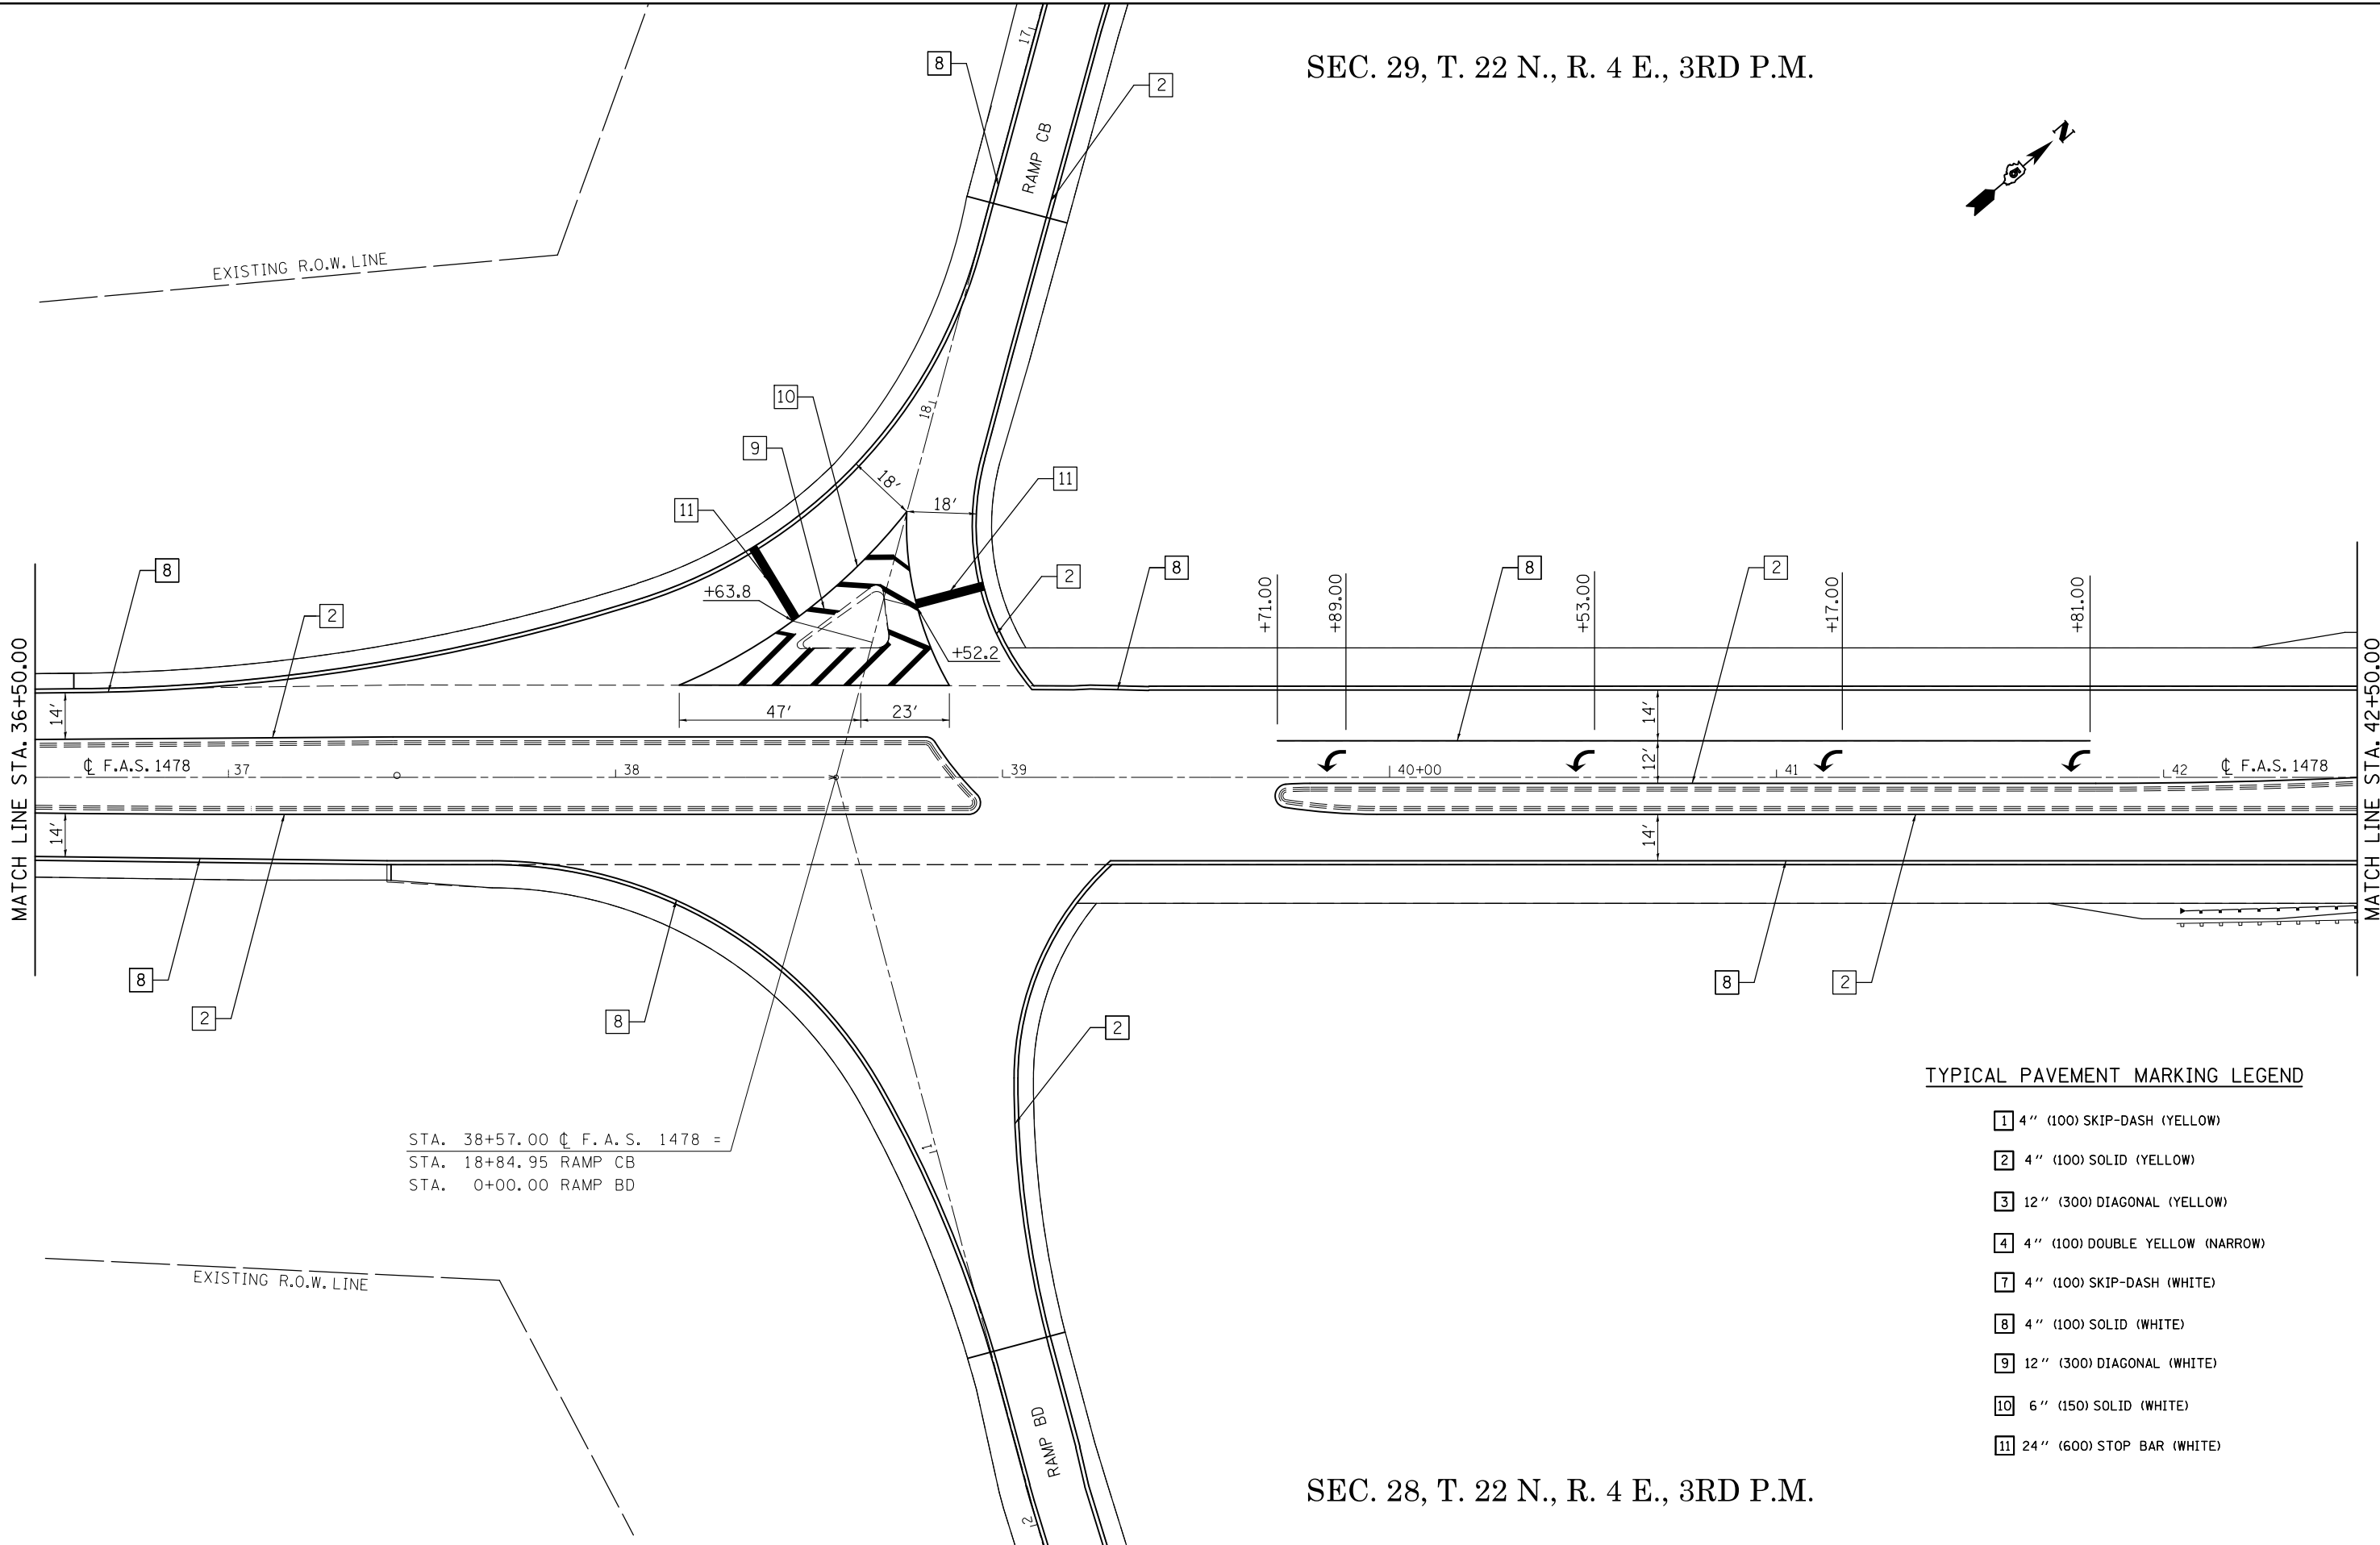 SEC. 29, T. 22 N., R. 4 E., 3RD P.M.
N
17
8
2
RAMP CB
EXISTING R.O.W. LINE
10
18
9
18'
11
18'
11
8
2
+63.8
2
8
+71.00
+89.00
8
+53.00
2
+17.00
+81.00
+52.2
MATCH LINE STA. 36+50.00
14'
47'
23'
14'
12'
MATCH LINE STA. 42+50.00
℄ F.A.S. 1478
37
38
39
40+00
41
42
℄ F.A.S. 1478
14'
14'
8
2
8
2
8
2
STA. 38+57.00 ℄ F.A.S. 1478 =
STA. 18+84.95 RAMP CB
STA. 0+00.00 RAMP BD
1
EXISTING R.O.W. LINE
RAMP BD
2
TYPICAL PAVEMENT MARKING LEGEND
1 4" (100) SKIP-DASH (YELLOW)
2 4" (100) SOLID (YELLOW)
3 12" (300) DIAGONAL (YELLOW)
4 4" (100) DOUBLE YELLOW (NARROW)
7 4" (100) SKIP-DASH (WHITE)
8 4" (100) SOLID (WHITE)
9 12" (300) DIAGONAL (WHITE)
10 6" (150) SOLID (WHITE)
11 24" (600) STOP BAR (WHITE)
SEC. 28, T. 22 N., R. 4 E., 3RD P.M.